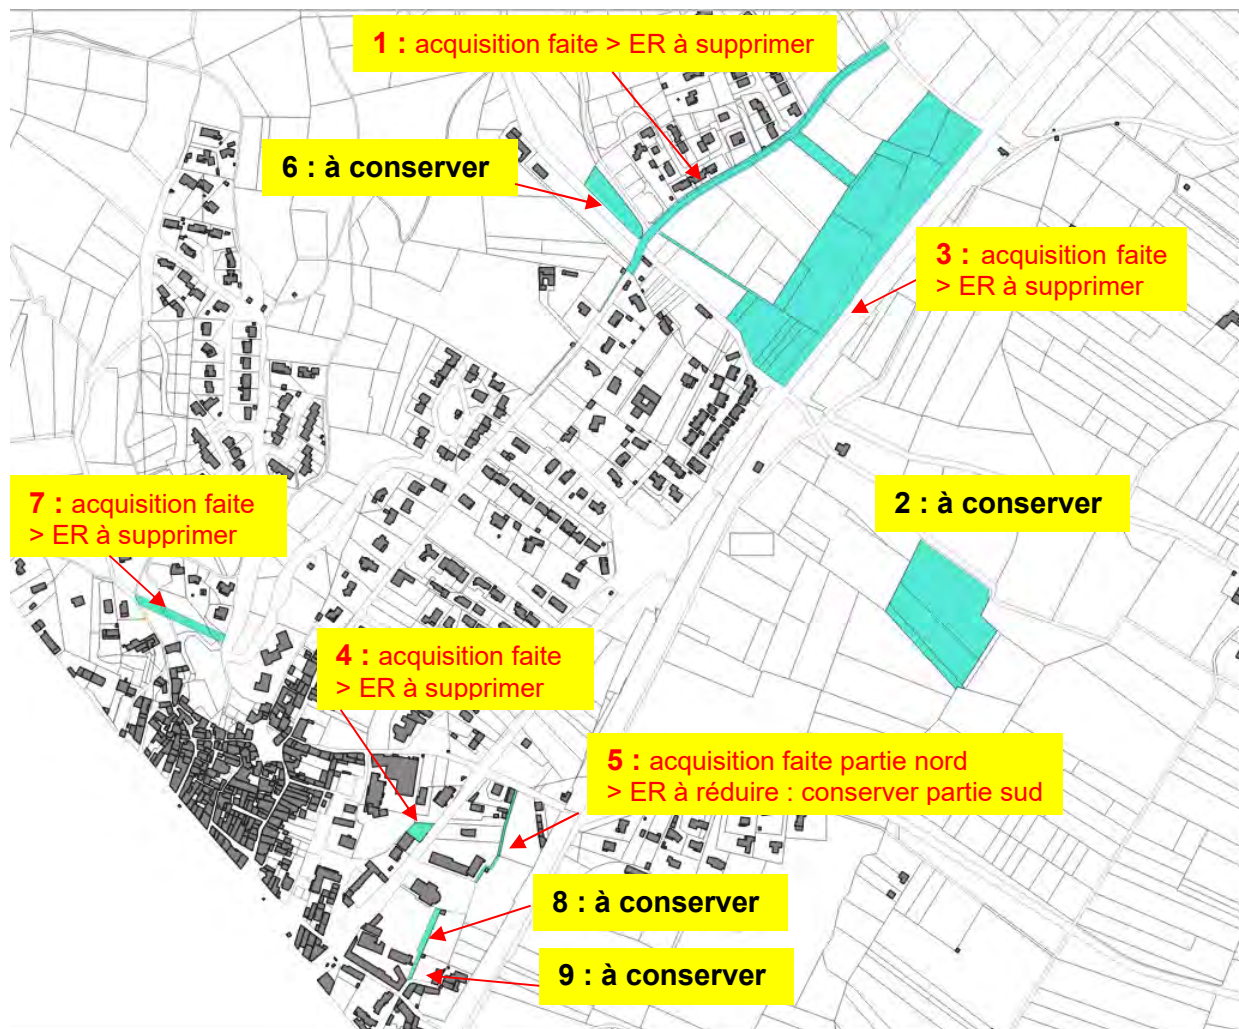 1 : acquisition faite > ER à supprimer
6 : à conserver
3 : acquisition faite
> ER à supprimer
7 : acquisition faite
> ER à supprimer
2 : à conserver
4 : acquisition faite
> ER à supprimer
5 : acquisition faite partie nord
> ER à réduire : conserver partie sud
8 : à conserver
9 : à conserver